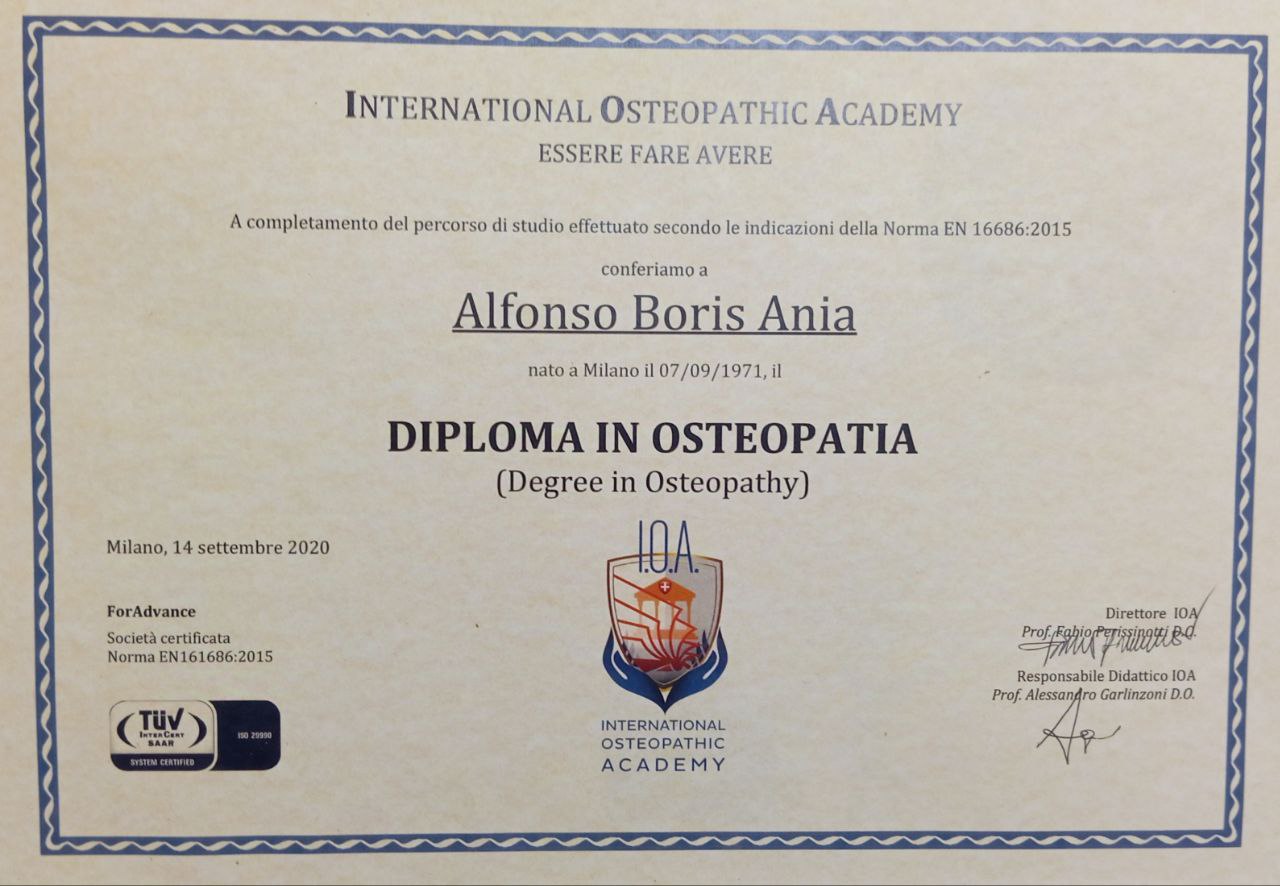 INTERNATIONAL OSTEOPATHIC ACADEMY
ESSERE FARE AVERE
A completamento del percorso di studio effettuato secondo le indicazioni della Norma EN 16686:2015
conferiamo a
Alfonso Boris Ania
nato a Milano il 07/09/1971, il
DIPLOMA IN OSTEOPATIA
(Degree in Osteopathy)
Milano, 14 settembre 2020
ForAdvance
Società certificata
Norma EN161686:2015
TÜV
INTERCERT
SAAR
SYSTEM CERTIFIED
ISO 29990
I.O.A.
INTERNATIONAL
OSTEOPATHIC
ACADEMY
Direttore IOA
Prof. Fabio Perissinotti D.O.
Responsabile Didattico IOA
Prof. Alessandro Garlinzoni D.O.